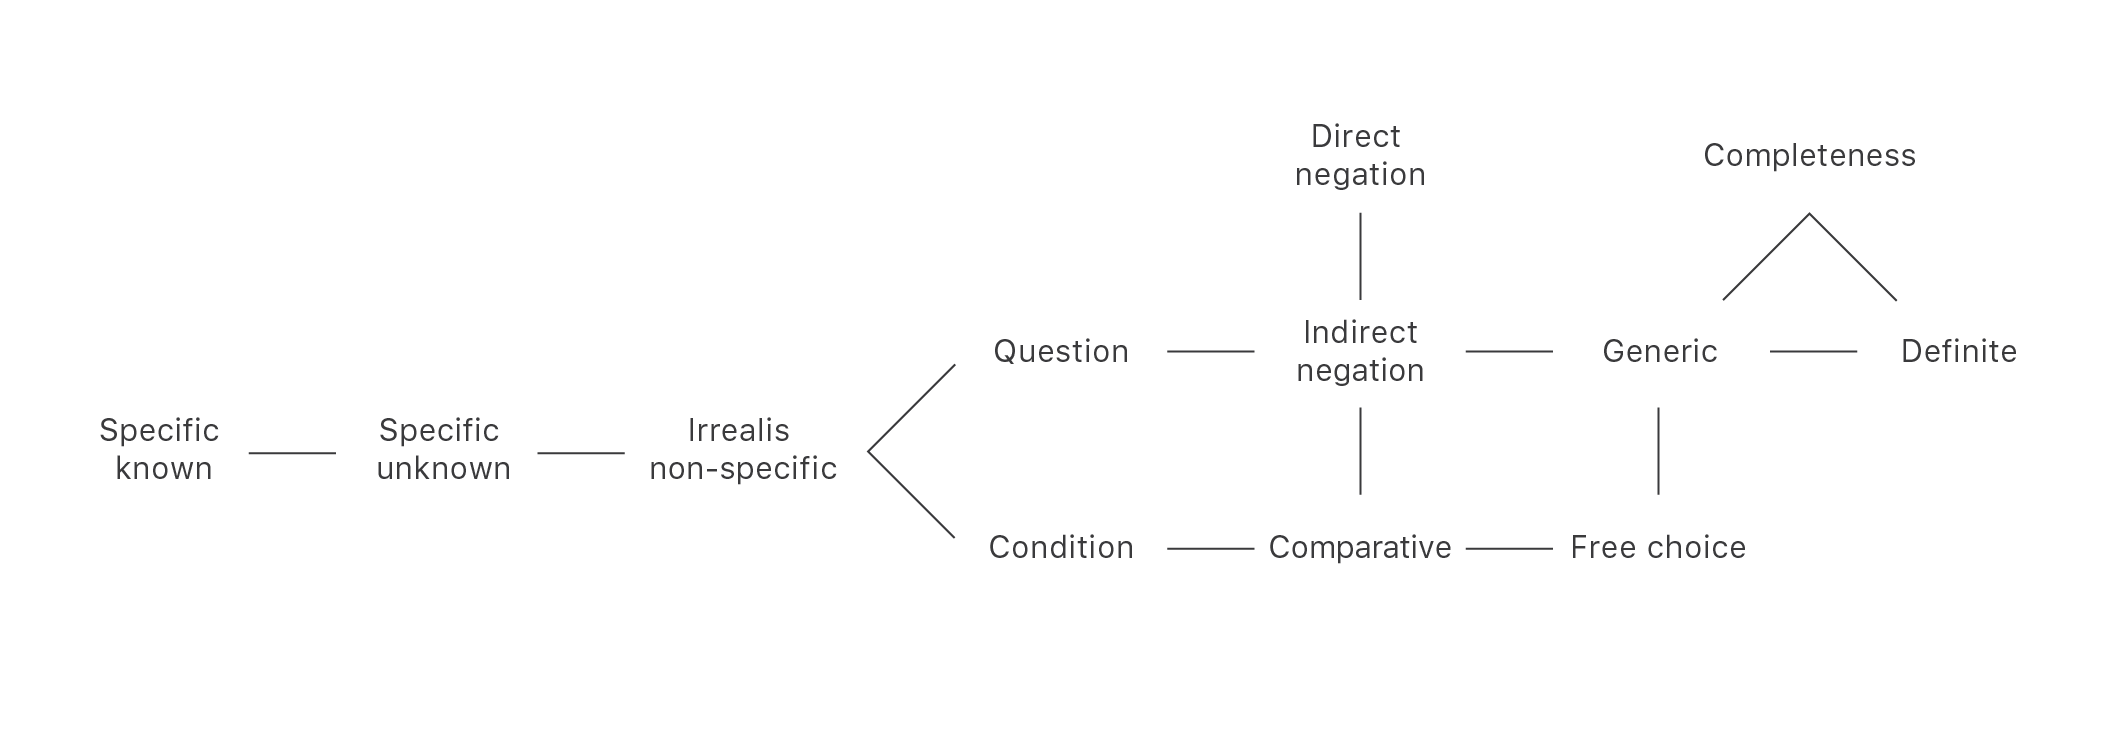 Direct
negation
Completeness
Question
Indirect
negation
Generic
Definite
Specific
known
Specific
unknown
Irrealis
non-specific
Condition
Comparative
Free choice